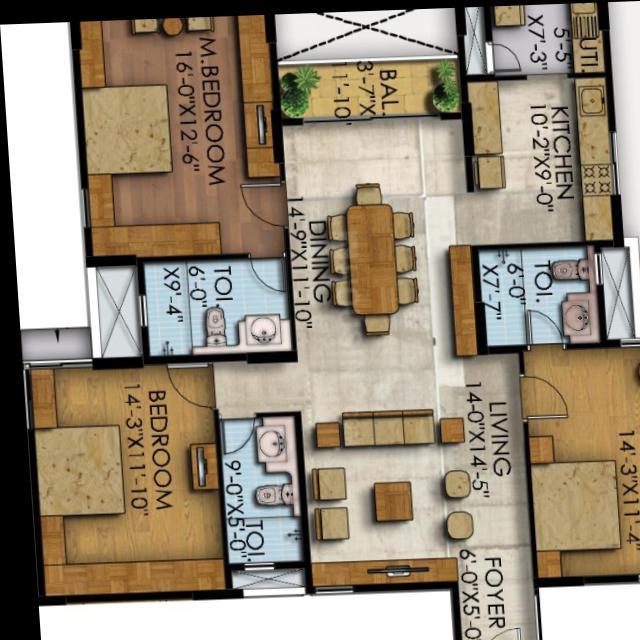 M.BEDROOM
16'-0"X12'-6"
BAL.
3'-7"X
11'-10"
5'-5"
X7'-3"
UTI.
KITCHEN
10'-2"X9'-0"
DINING
14'-9"X11'-10"
TOI.
6'-0"
X9'-4"
TOI.
6'-0"
X7'-7"
BEDROOM
14'-3"X11'-10"
TOI.
9'-0"X5'-0"
LIVING
14'-0"X14'-5"
14'-3"X11'-4"
FOYER
6'-0"X5'-0